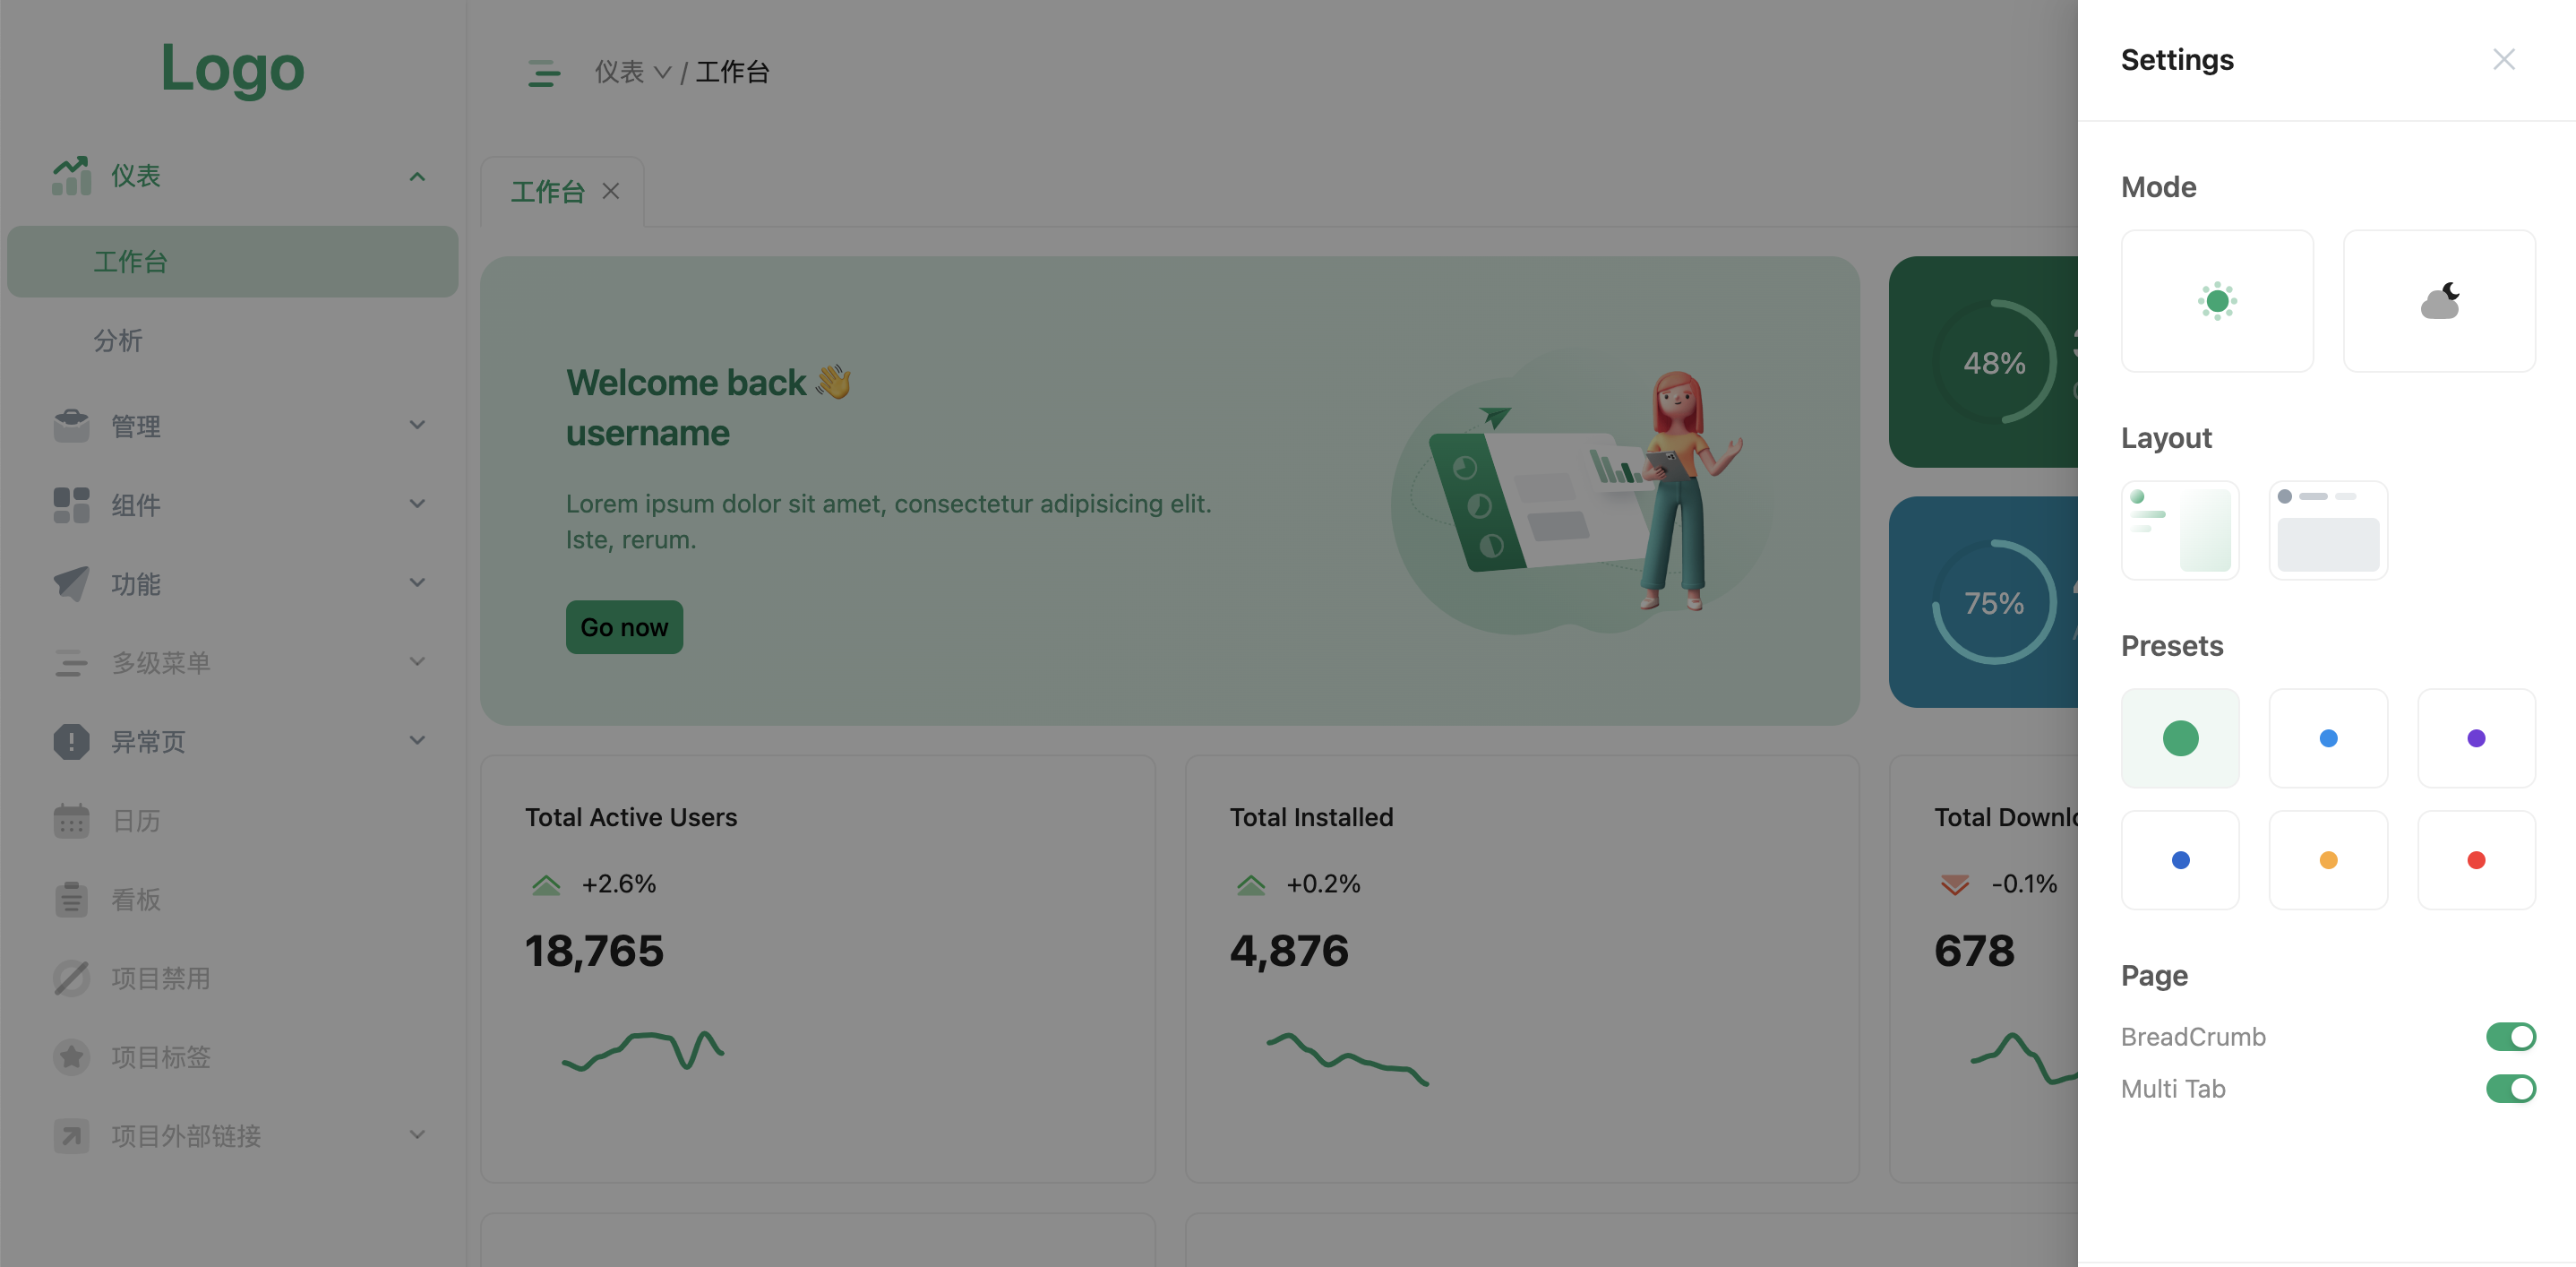 Logo
仪表
工作台
分析
管理
组件
功能
多级菜单
异常页
日历
看板
项目禁用
项目标签
项目外部链接
仪表 / 工作台
工作台
Welcome back 👋
username
Lorem ipsum dolor sit amet, consectetur adipisicing elit.
Iste, rerum.
Go now
48%
75%
Total Active Users
+2.6%
18,765
Total Installed
+0.2%
4,876
Total
-0.1%
678
Settings
Mode
Layout
Presets
Page
BreadCrumb
Multi Tab